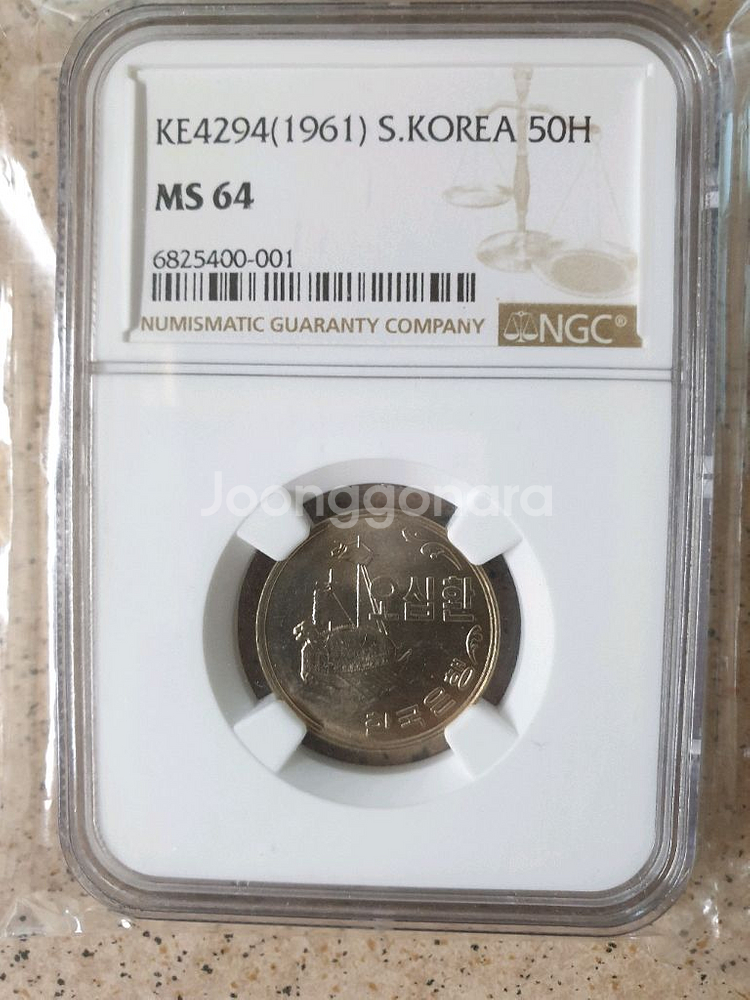 KE4294(1961) S.KOREA 50H
MS 64
6825400-001
NUMISMATIC GUARANTY COMPANY NGC®
Joonggonara
오십환
한국은행